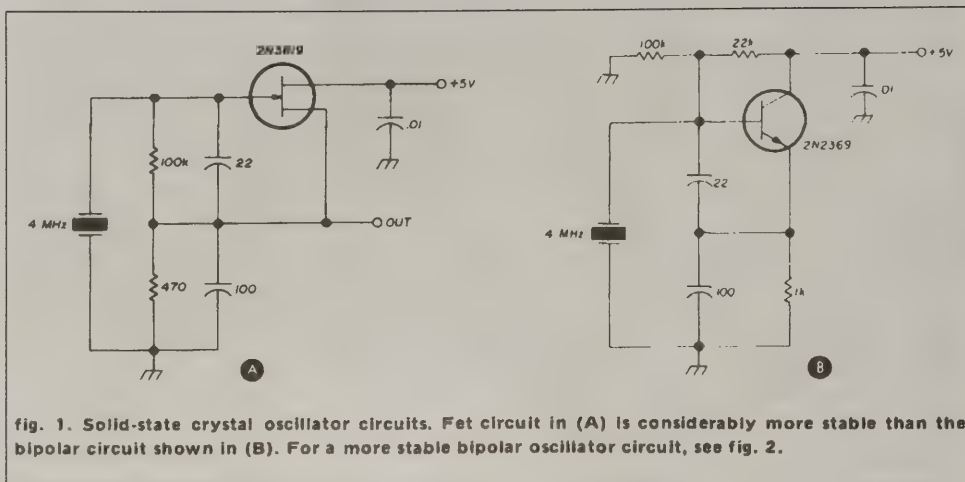 2N3819
+5V
.01
100k
22
4 MHz
OUT
470
100
A
100k
22k
+5V
.01
2N2369
22
4 MHz
100
1k
B
fig. 1. Solid-state crystal oscillator circuits. Fet circuit in (A) is considerably more stable than the
bipolar circuit shown in (B). For a more stable bipolar oscillator circuit, see fig. 2.